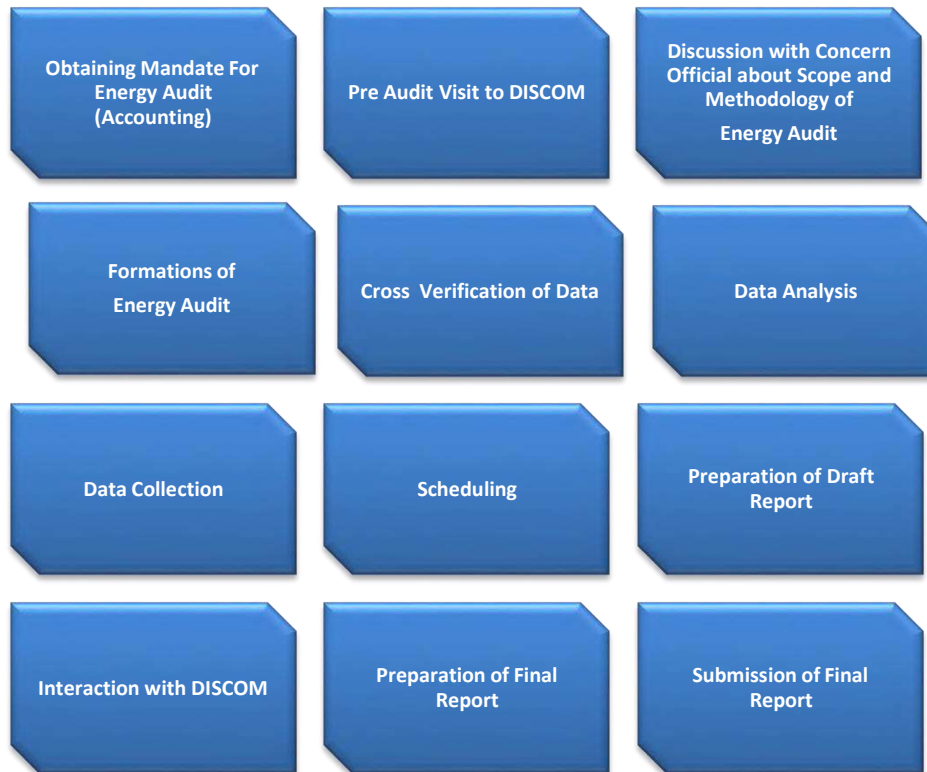 Obtaining Mandate For
Energy Audit
(Accounting)
Pre Audit Visit to DISCOM
Discussion with Concern
Official about Scope and
Methodology of
Energy Audit
Formations of
Energy Audit
Cross Verification of Data
Data Analysis
Data Collection
Scheduling
Preparation of Draft
Report
Interaction with DISCOM
Preparation of Final
Report
Submission of Final
Report